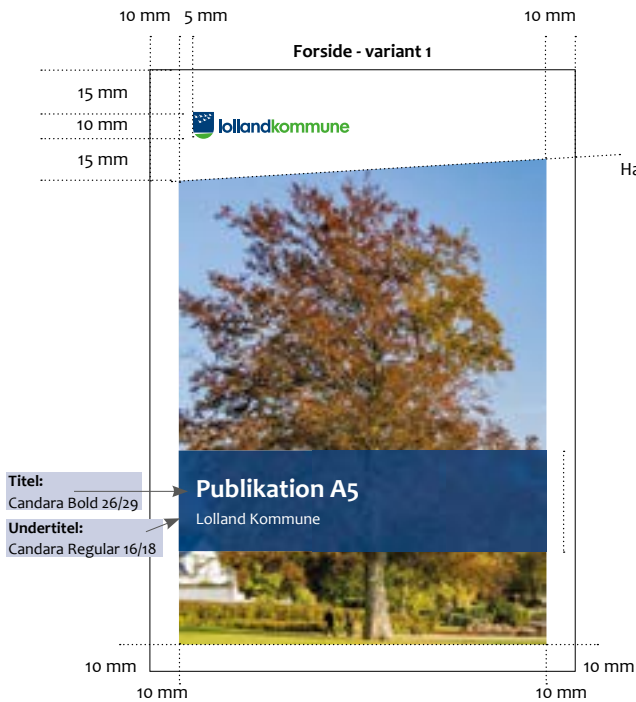 10 mm 5 mm 10 mm
Forside - variant 1
15 mm
10 mm
lollandkommune
15 mm
Titel:
Candara Bold 26/29
Publikation A5
Undertitel:
Candara Regular 16/18
Lolland Kommune
10 mm 10 mm
10 mm 10 mm